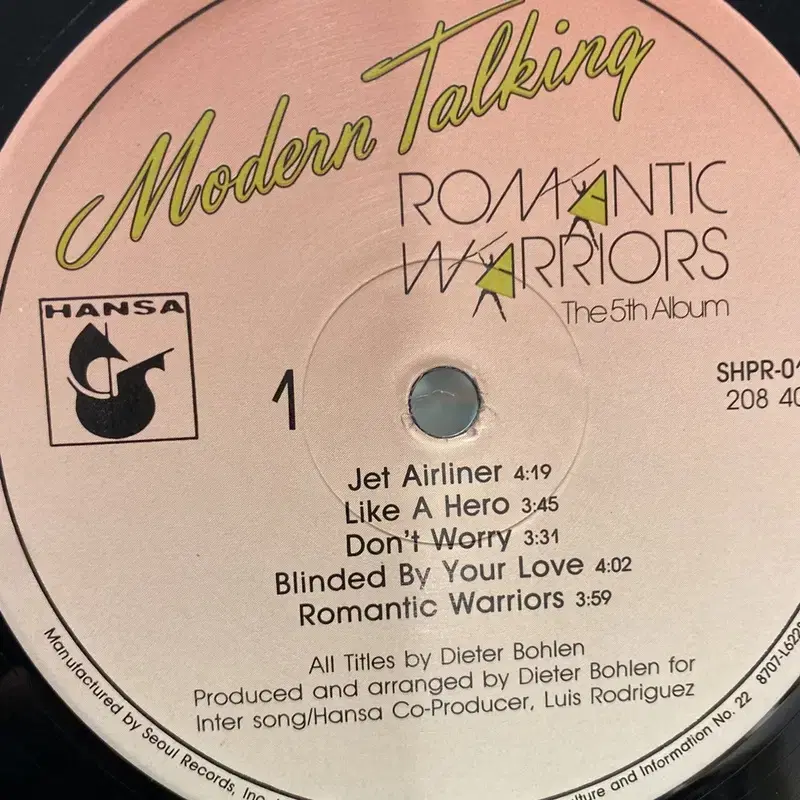 Modern Talking
ROMANTIC
WARRIORS
The 5th Album
HANSA
1
SHPR-01
208 40
Jet Airliner 4:19
Like A Hero 3:45
Don't Worry 3:31
Blinded By Your Love 4:02
Romantic Warriors 3:59
All Titles by Dieter Bohlen
Produced and arranged by Dieter Bohlen for
Inter song/Hansa Co-Producer, Luis Rodriguez
Manufactured by Seoul Records, Inc.
and Information No. 22